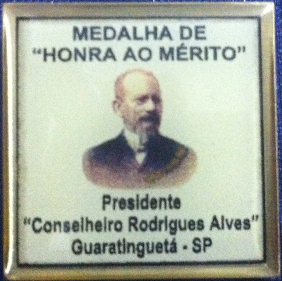 MEDALHA DE
“HONRA AO MÉRITO”
Presidente
“Conselheiro Rodrigues Alves”
Guaratinguetá - SP